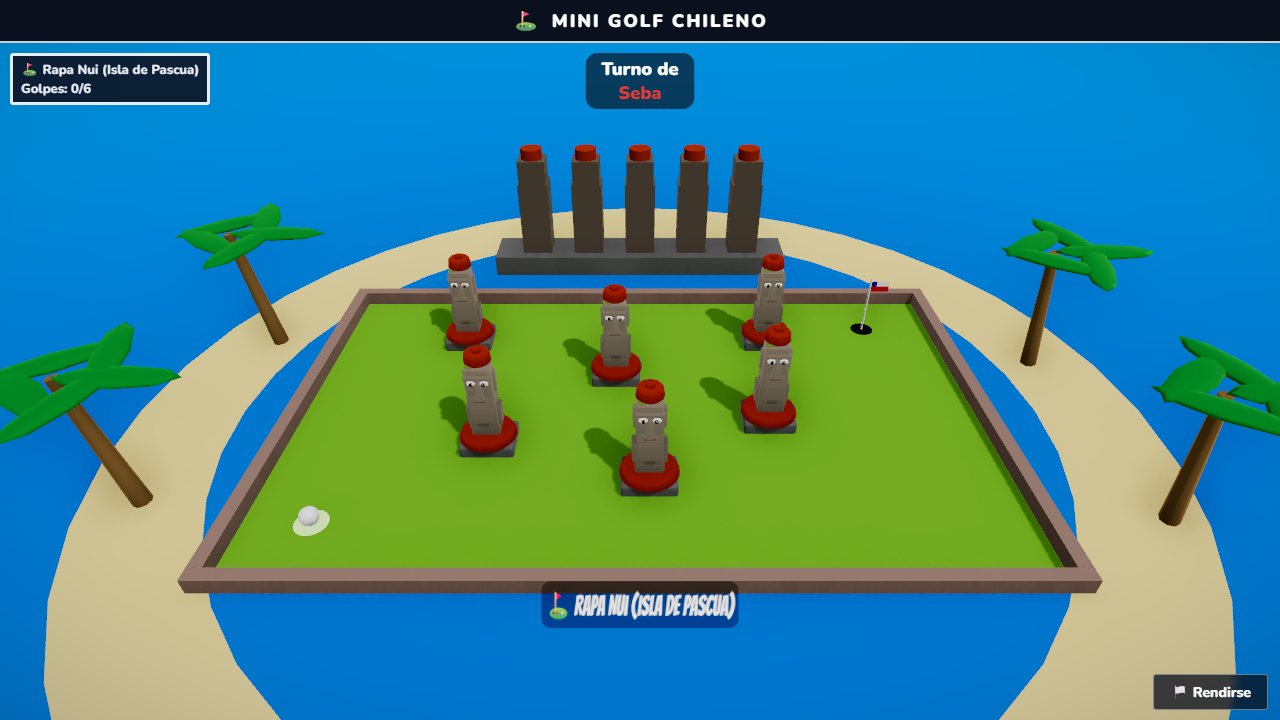 MINI GOLF CHILENO
Rapa Nui (Isla de Pascua)
Golpes: 0/6
Turno de
Seba
RAPA NUI (ISLA DE PASCUA)
Rendirse